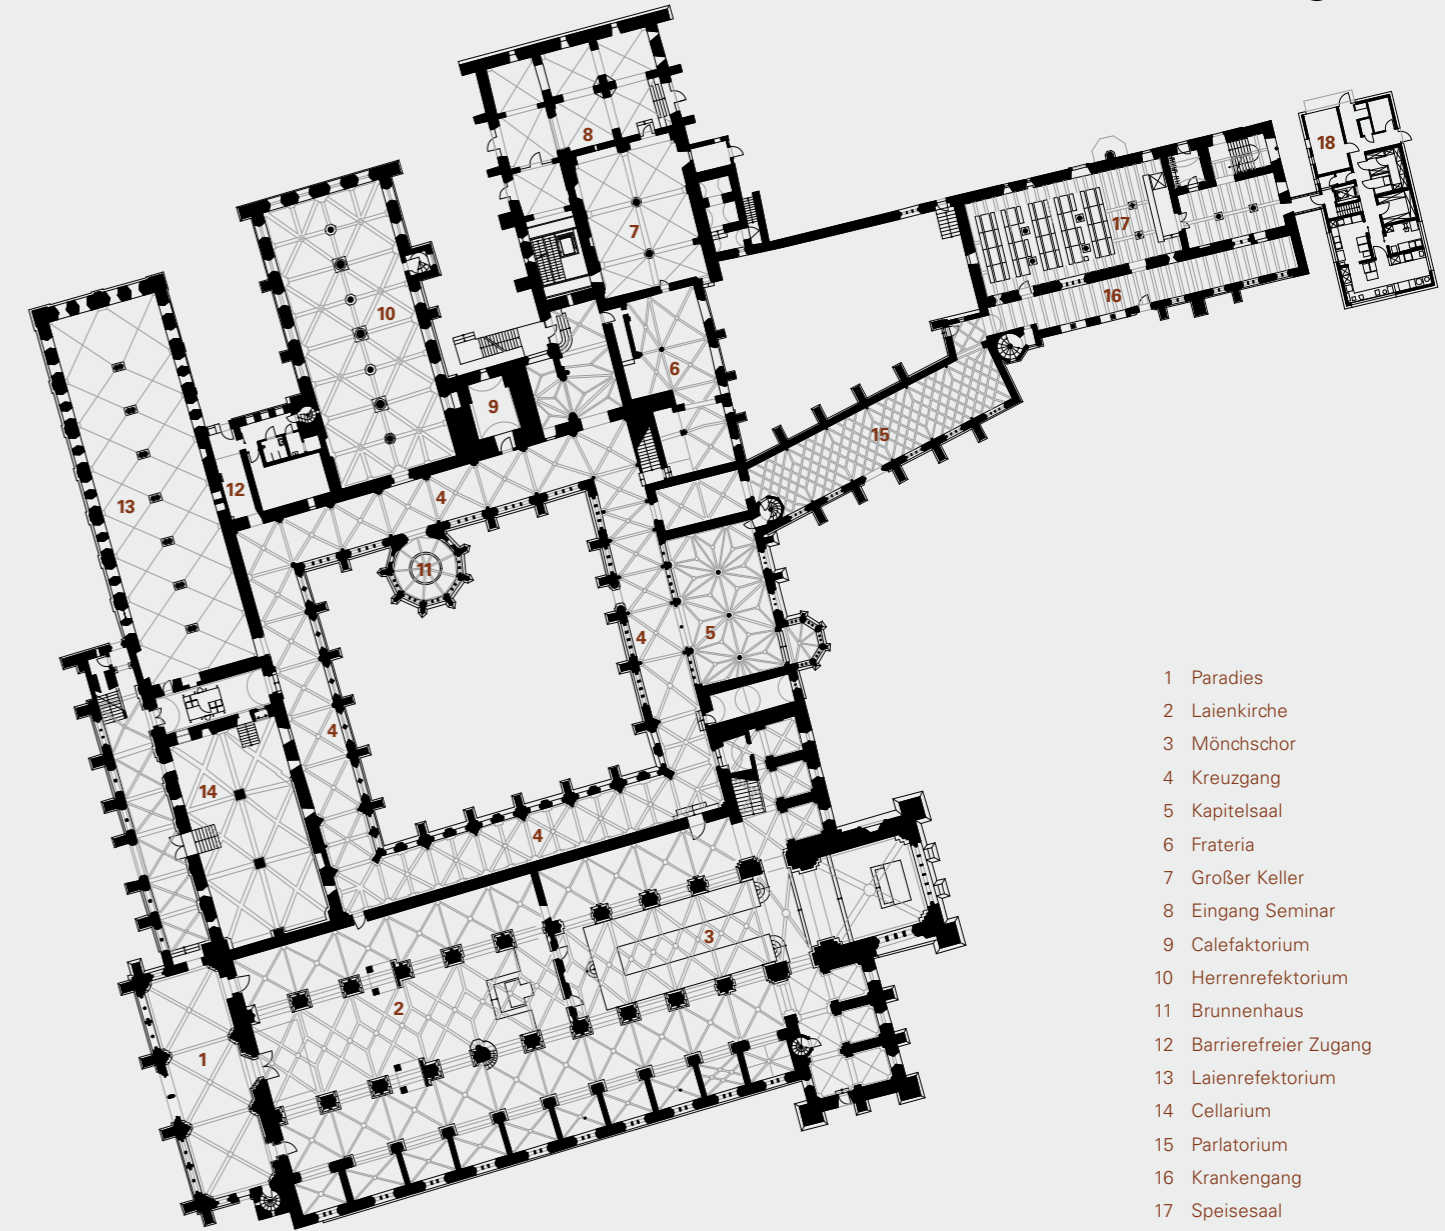 8
18
7
17
10
16
6
9
15
13
12
4
11
4
5
4
14
4
3
2
1
1 Paradies
2 Laienkirche
3 Mönchschor
4 Kreuzgang
5 Kapitelsaal
6 Frateria
7 Großer Keller
8 Eingang Seminar
9 Calefaktorium
10 Herrenrefektorium
11 Brunnenhaus
12 Barrierefreier Zugang
13 Laienrefektorium
14 Cellarium
15 Parlatorium
16 Krankengang
17 Speisesaal